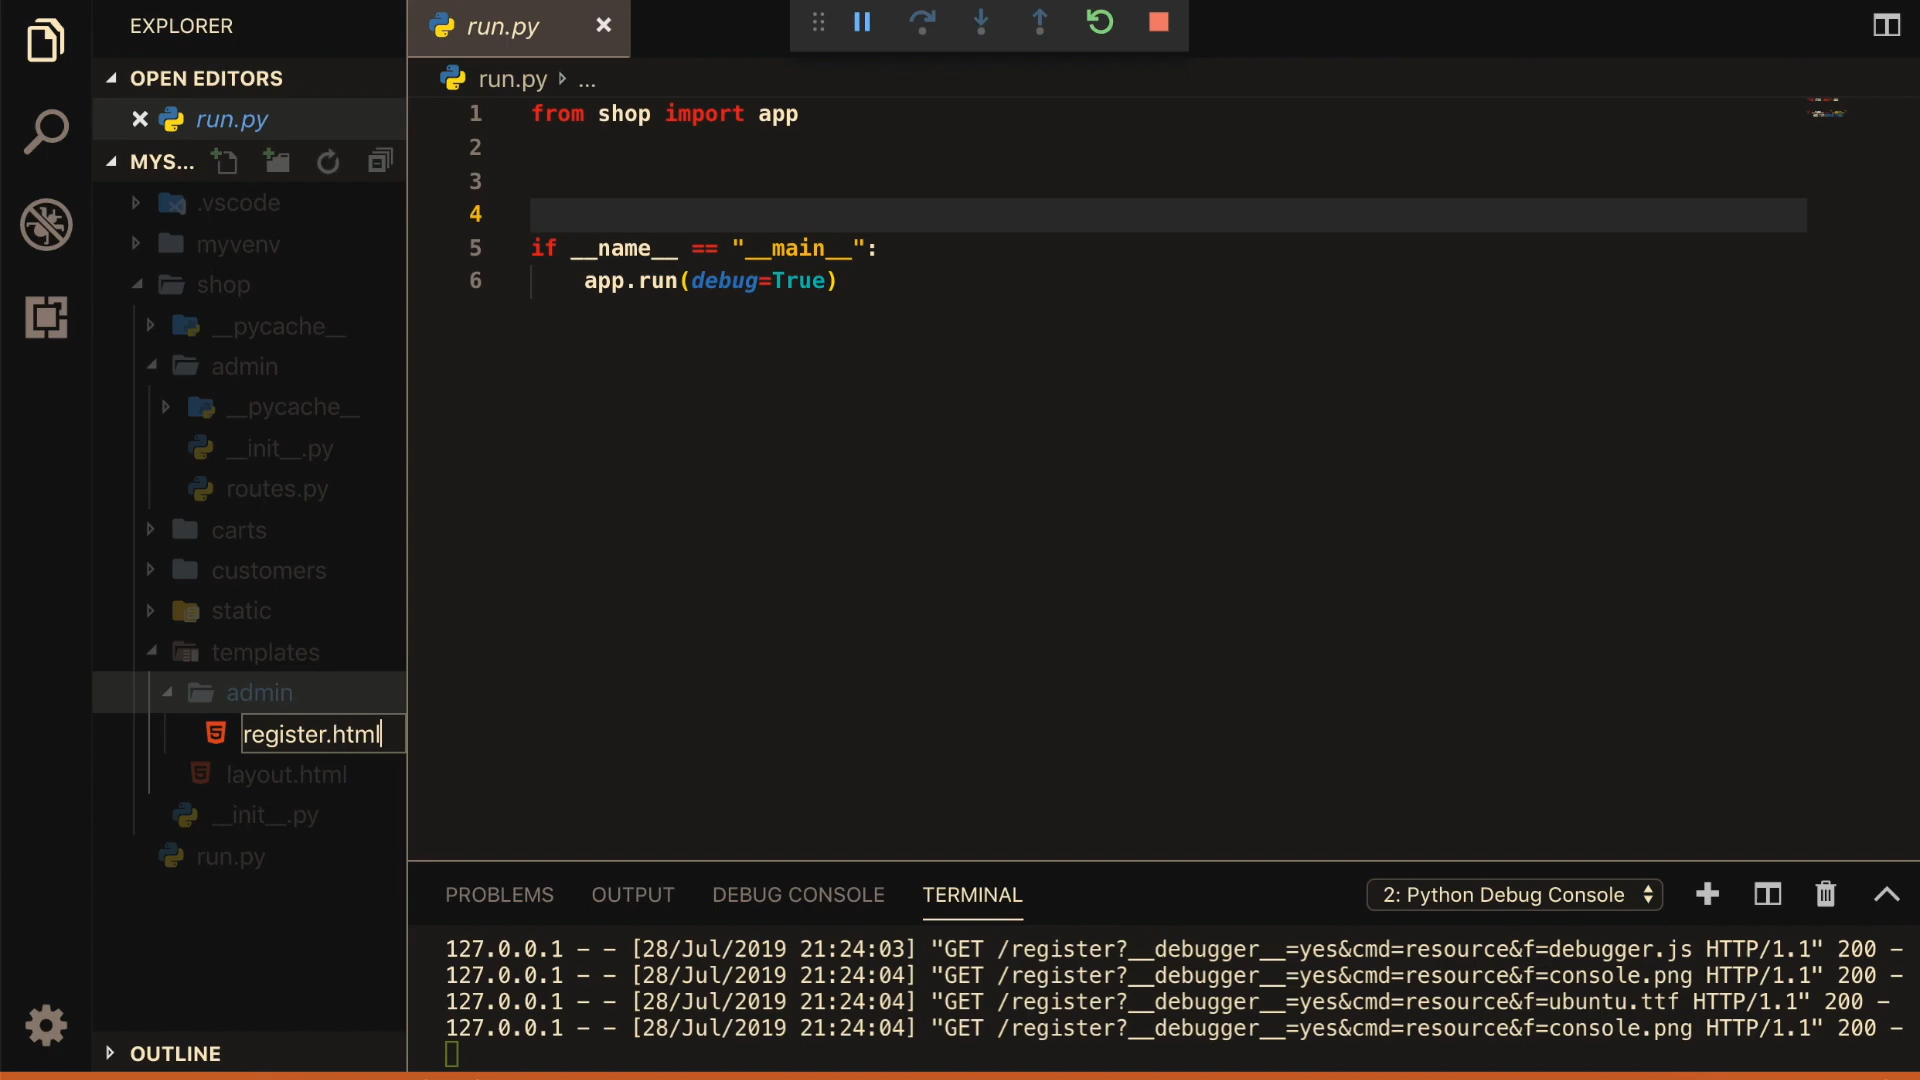 EXPLORER
OPEN EDITORS
run.py
MYS...
.vscode
myvenv
shop
__pycache__
admin
__pycache__
__init__.py
routes.py
carts
customers
static
templates
admin
register.html
layout.html
__init__.py
run.py
OUTLINE
run.py
run.py ...
1 from shop import app
2
3
4
5 if __name__ == "__main__":
6 app.run(debug=True)
PROBLEMS OUTPUT DEBUG CONSOLE TERMINAL 2: Python Debug Console
127.0.0.1 - - [28/Jul/2019 21:24:03] "GET /register?__debugger__=yes&cmd=resource&f=debugger.js HTTP/1.1" 200 -
127.0.0.1 - - [28/Jul/2019 21:24:04] "GET /register?__debugger__=yes&cmd=resource&f=console.png HTTP/1.1" 200 -
127.0.0.1 - - [28/Jul/2019 21:24:04] "GET /register?__debugger__=yes&cmd=resource&f=ubuntu.ttf HTTP/1.1" 200 -
127.0.0.1 - - [28/Jul/2019 21:24:04] "GET /register?__debugger__=yes&cmd=resource&f=console.png HTTP/1.1" 200 -